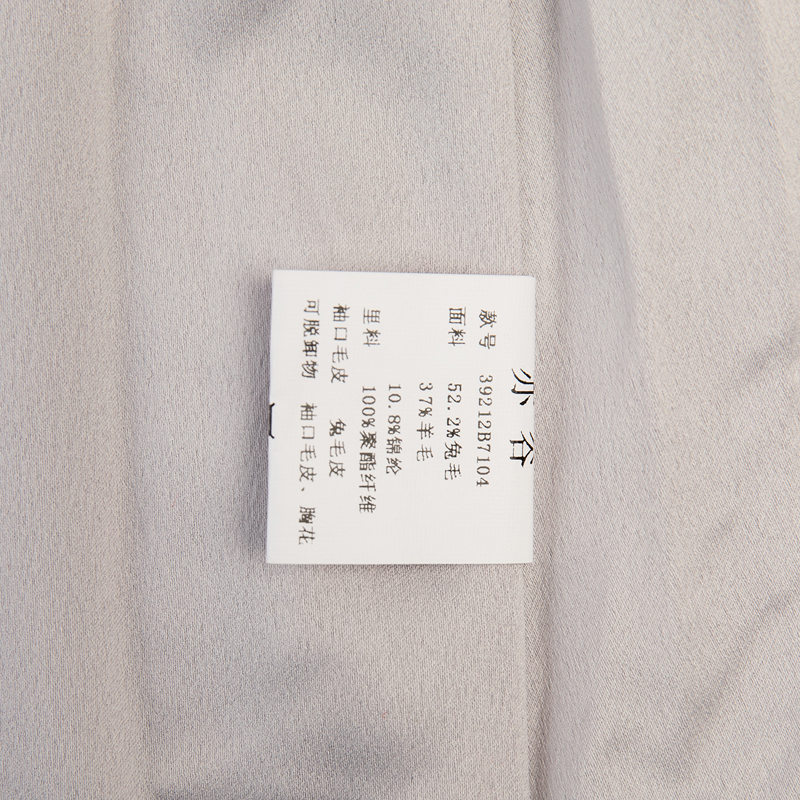 亦谷
款号 39212B7104
面料 52.2%兔毛
37%羊毛
10.8%锦纶
里料 100%聚酯纤维
袖口毛皮 兔毛皮
可脱卸物 袖口毛皮、胸花